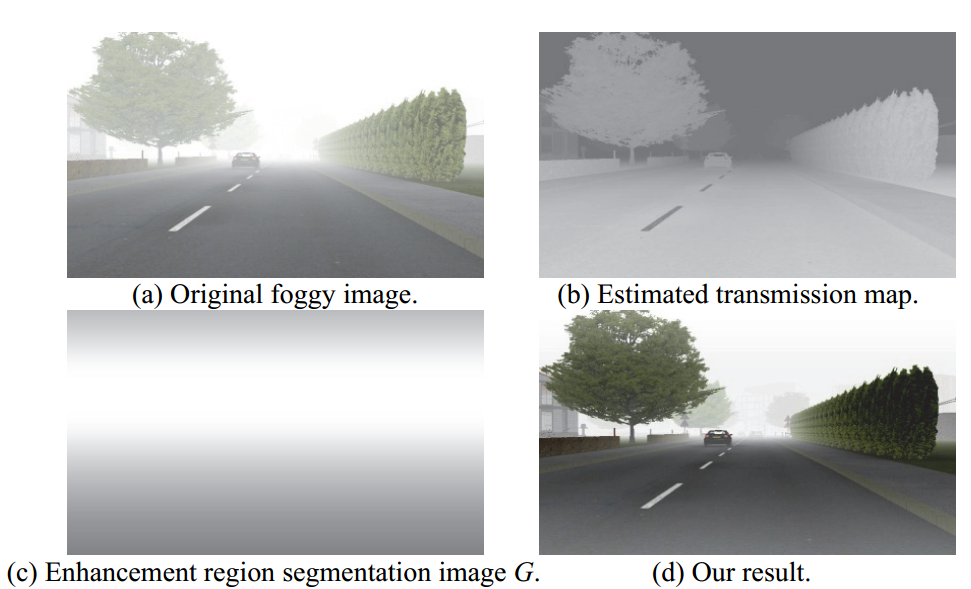 (a) Original foggy image.
(b) Estimated transmission map.
(c) Enhancement region segmentation image G.
(d) Our result.